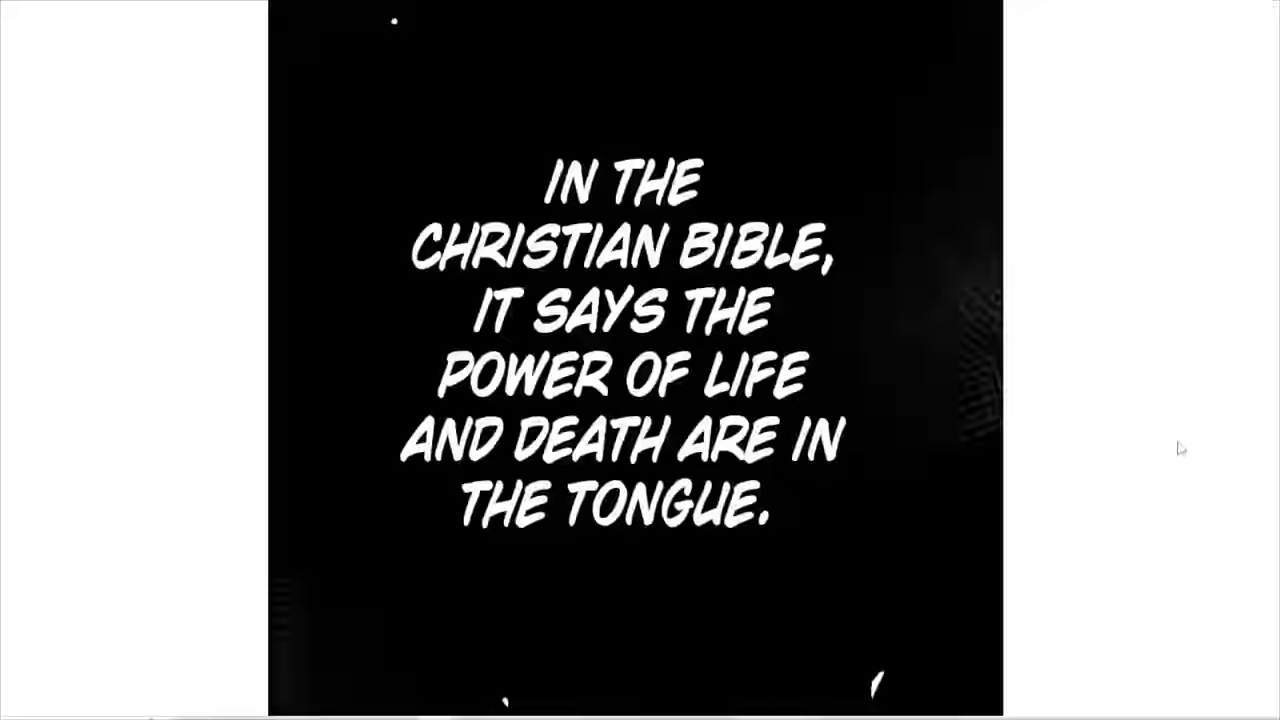 IN THE
CHRISTIAN BIBLE,
IT SAYS THE
POWER OF LIFE
AND DEATH ARE IN
THE TONGUE.